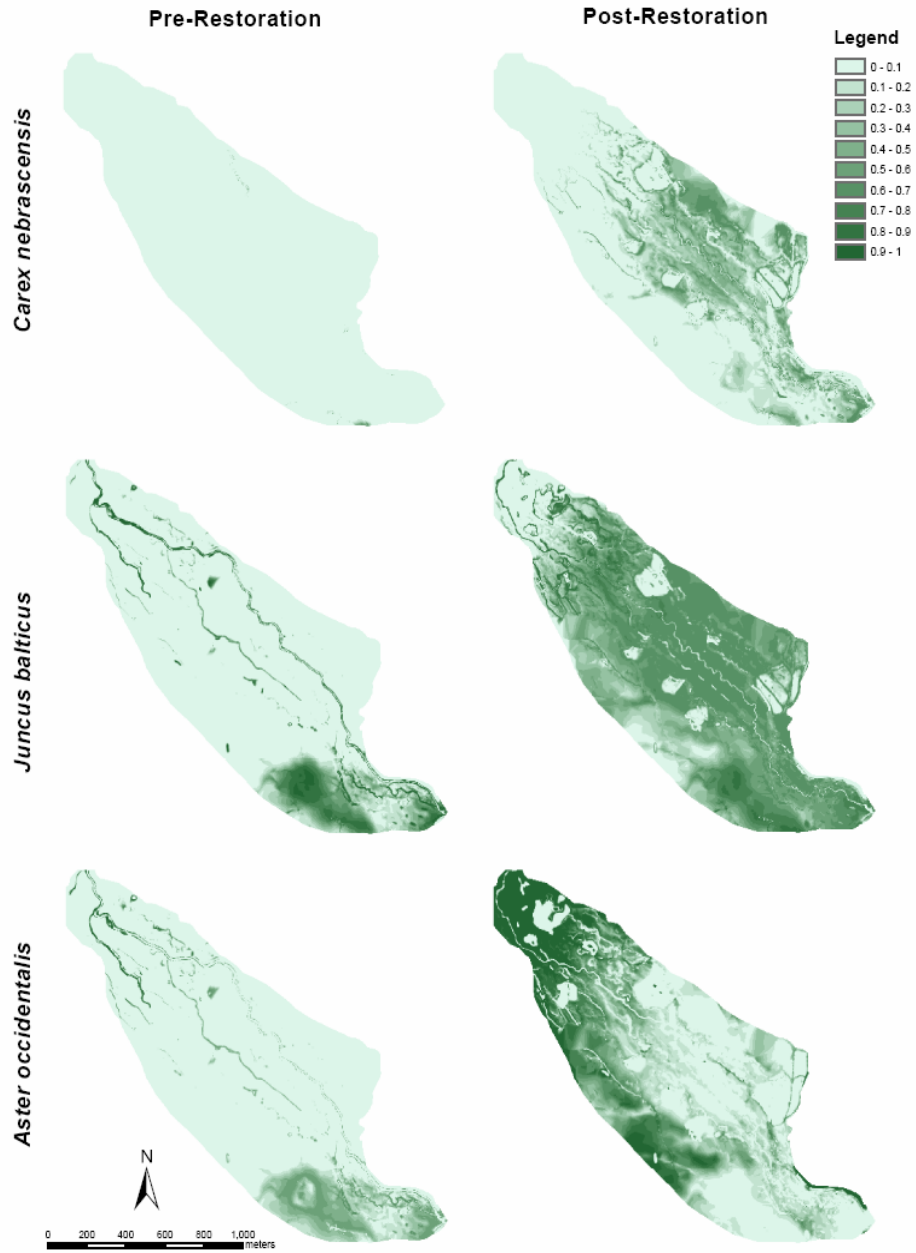 Pre-Restoration
Post-Restoration
Legend
0 - 0.1
0.1 - 0.2
0.2 - 0.3
0.3 - 0.4
0.4 - 0.5
0.5 - 0.6
0.6 - 0.7
0.7 - 0.8
0.8 - 0.9
0.9 - 1
Carex nebrascensis
Juncus balticus
Aster occidentalis
N
0 200 400 600 800 1,000
meters